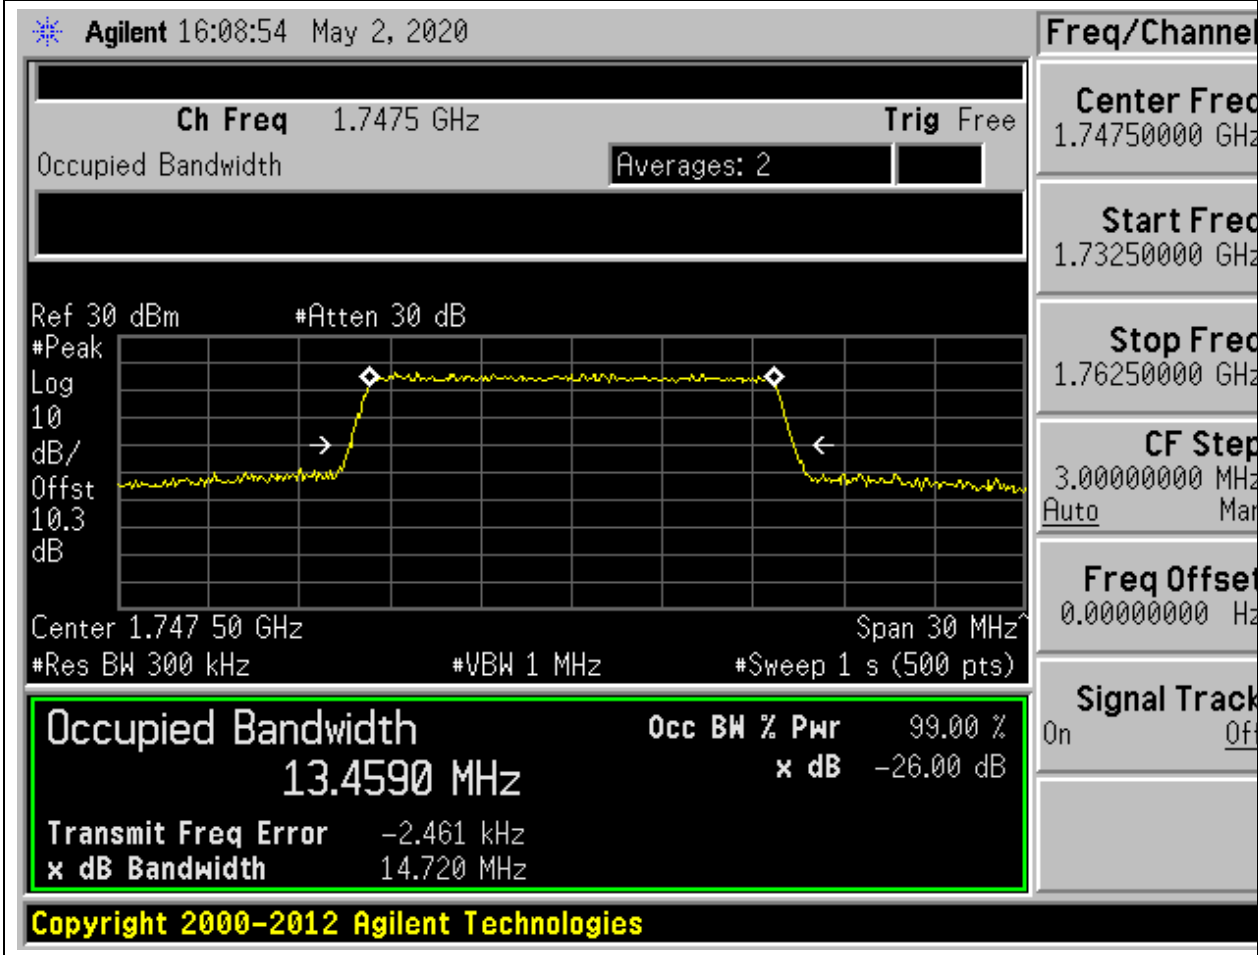 Agilent 16:08:54 May 2, 2020
Freq/Channel
Ch Freq 1.7475 GHz Trig Free
Occupied Bandwidth Averages: 2
Center Freq
1.74750000 GHz
Start Freq
1.73250000 GHz
Stop Freq
1.76250000 GHz
CF Step
3.00000000 MHz
Auto Man
Freq Offset
0.00000000 Hz
Signal Track
On Off
Ref 30 dBm #Atten 30 dB
#Peak
Log
10
dB/
Offst
10.3
dB
Center 1.747 50 GHz Span 30 MHz^
#Res BW 300 kHz #VBW 1 MHz #Sweep 1 s (500 pts)
Occupied Bandwidth
13.4590 MHz
Occ BW % Pwr 99.00 %
x dB -26.00 dB
Transmit Freq Error -2.461 kHz
x dB Bandwidth 14.720 MHz
Copyright 2000-2012 Agilent Technologies